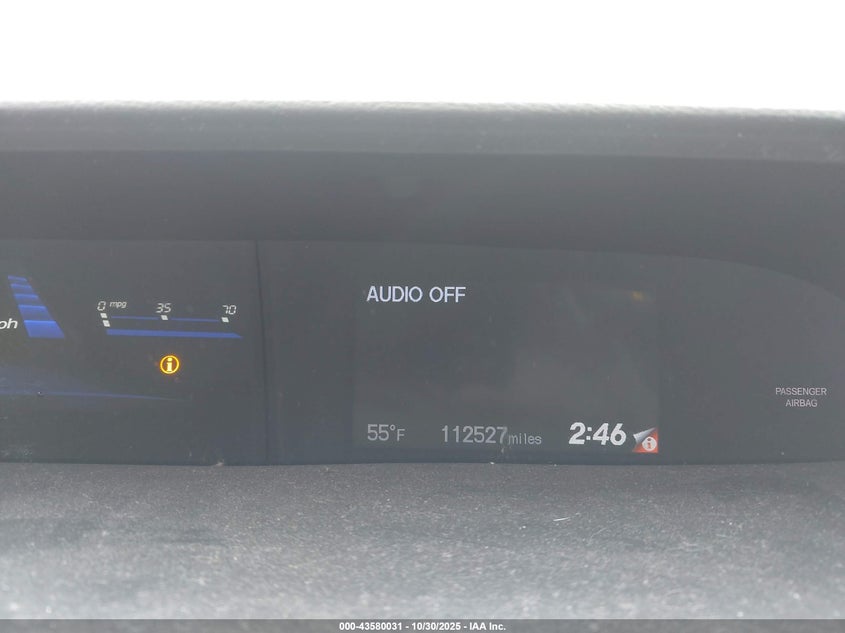 AUDIO OFF
0 mpg 35 70
ph
PASSENGER
AIRBAG
55°F 112527 miles 2:46
000-43580031 - 10/30/2025 - IAA Inc.